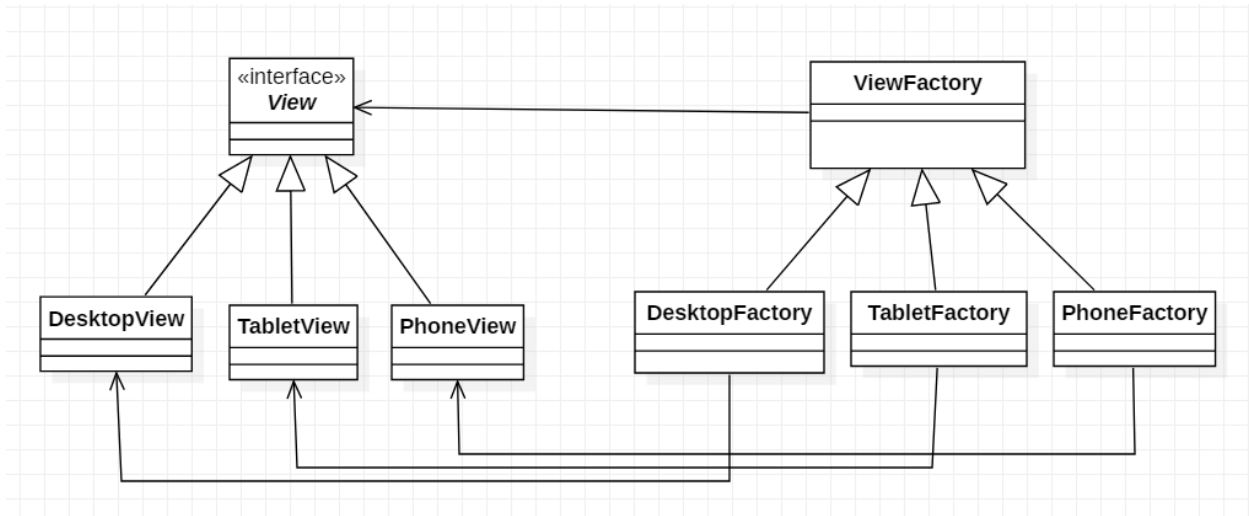 «interface»
View
ViewFactory
DesktopView
TabletView
PhoneView
DesktopFactory
TabletFactory
PhoneFactory